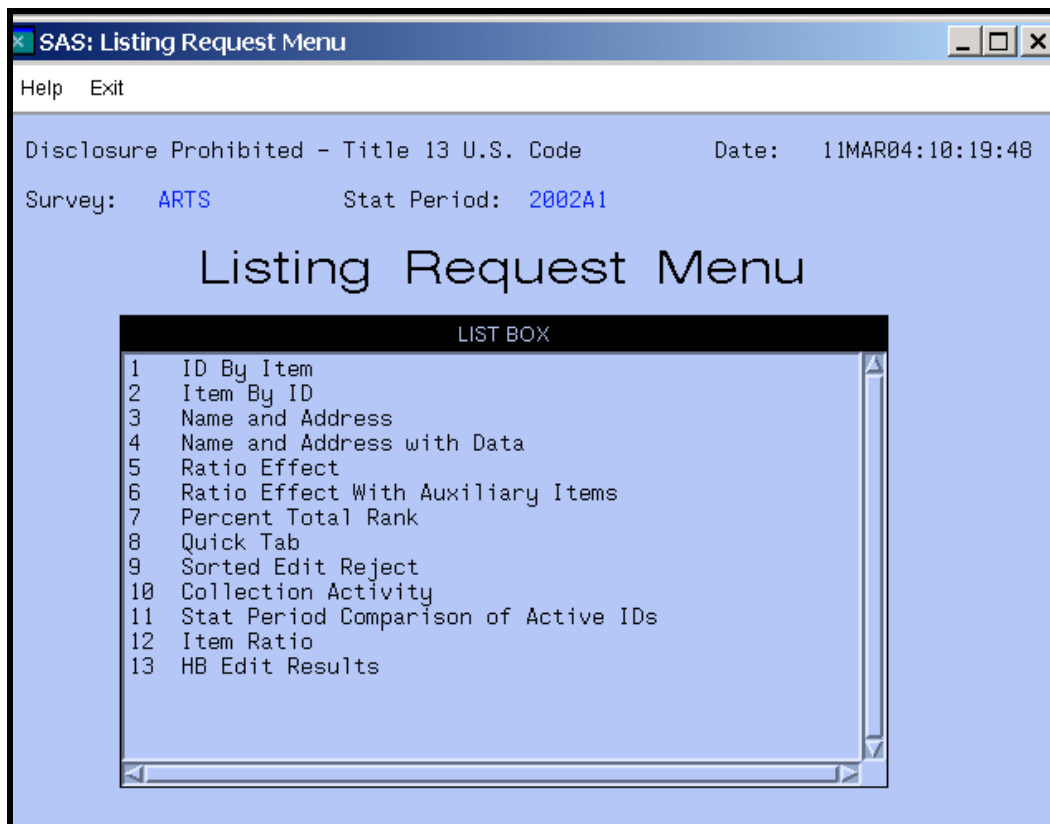 SAS: Listing Request Menu
Help Exit
Disclosure Prohibited - Title 13 U.S. Code Date: 11MAR04:10:19:48
Survey: ARTS Stat Period: 2002A1
Listing Request Menu
LIST BOX
1 ID By Item
2 Item By ID
3 Name and Address
4 Name and Address with Data
5 Ratio Effect
6 Ratio Effect With Auxiliary Items
7 Percent Total Rank
8 Quick Tab
9 Sorted Edit Reject
10 Collection Activity
11 Stat Period Comparison of Active IDs
12 Item Ratio
13 HB Edit Results